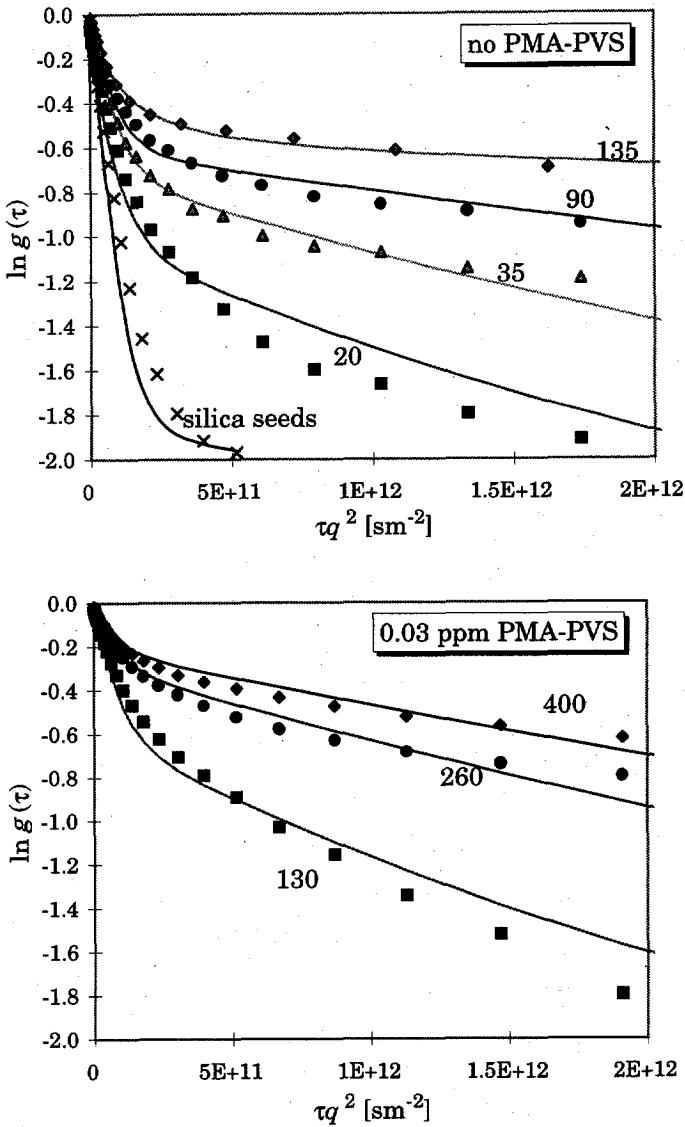 no PMA-PVS
0.0
-0.2
-0.4
-0.6
-0.8
-1.0
-1.2
-1.4
-1.6
-1.8
-2.0
ln g (τ)
135
90
35
20
silica seeds
0
5E+11
1E+12
1.5E+12
2E+12
τq ² [sm⁻²]
0.03 ppm PMA-PVS
0.0
-0.2
-0.4
-0.6
-0.8
-1.0
-1.2
-1.4
-1.6
-1.8
-2.0
ln g (τ)
400
260
130
0
5E+11
1E+12
1.5E+12
2E+12
τq ² [sm⁻²]